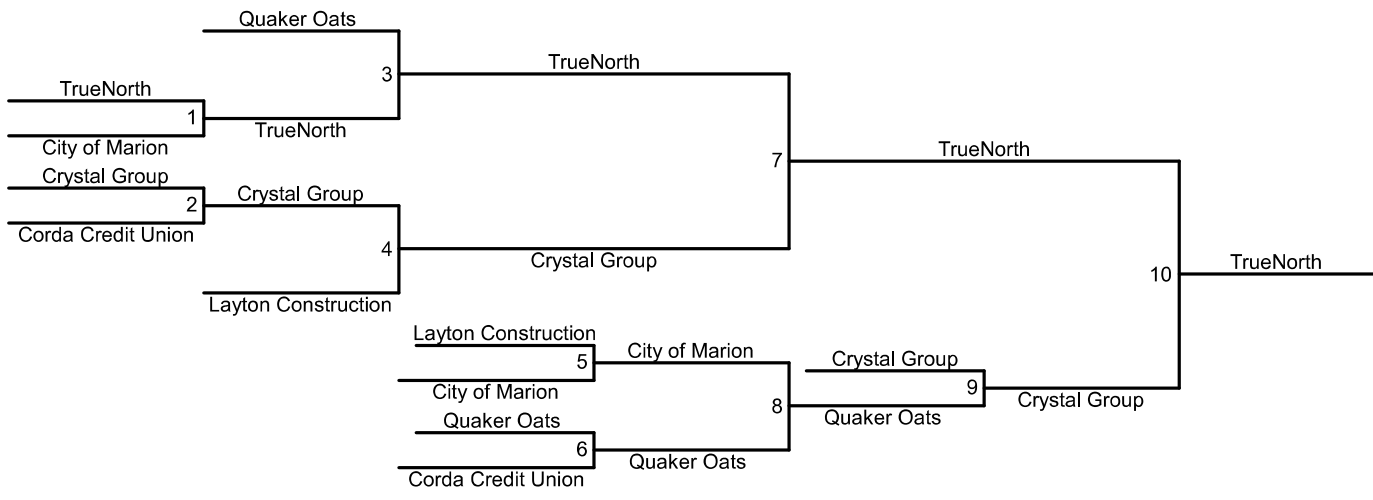 Quaker Oats
3
TrueNorth
TrueNorth
1
TrueNorth
City of Marion
7
TrueNorth
Crystal Group
2
Crystal Group
Corda Credit Union
4
Crystal Group
Layton Construction
10
TrueNorth
Layton Construction
5
City of Marion
City of Marion
Crystal Group
9
Crystal Group
8
Quaker Oats
Quaker Oats
6
Quaker Oats
Corda Credit Union